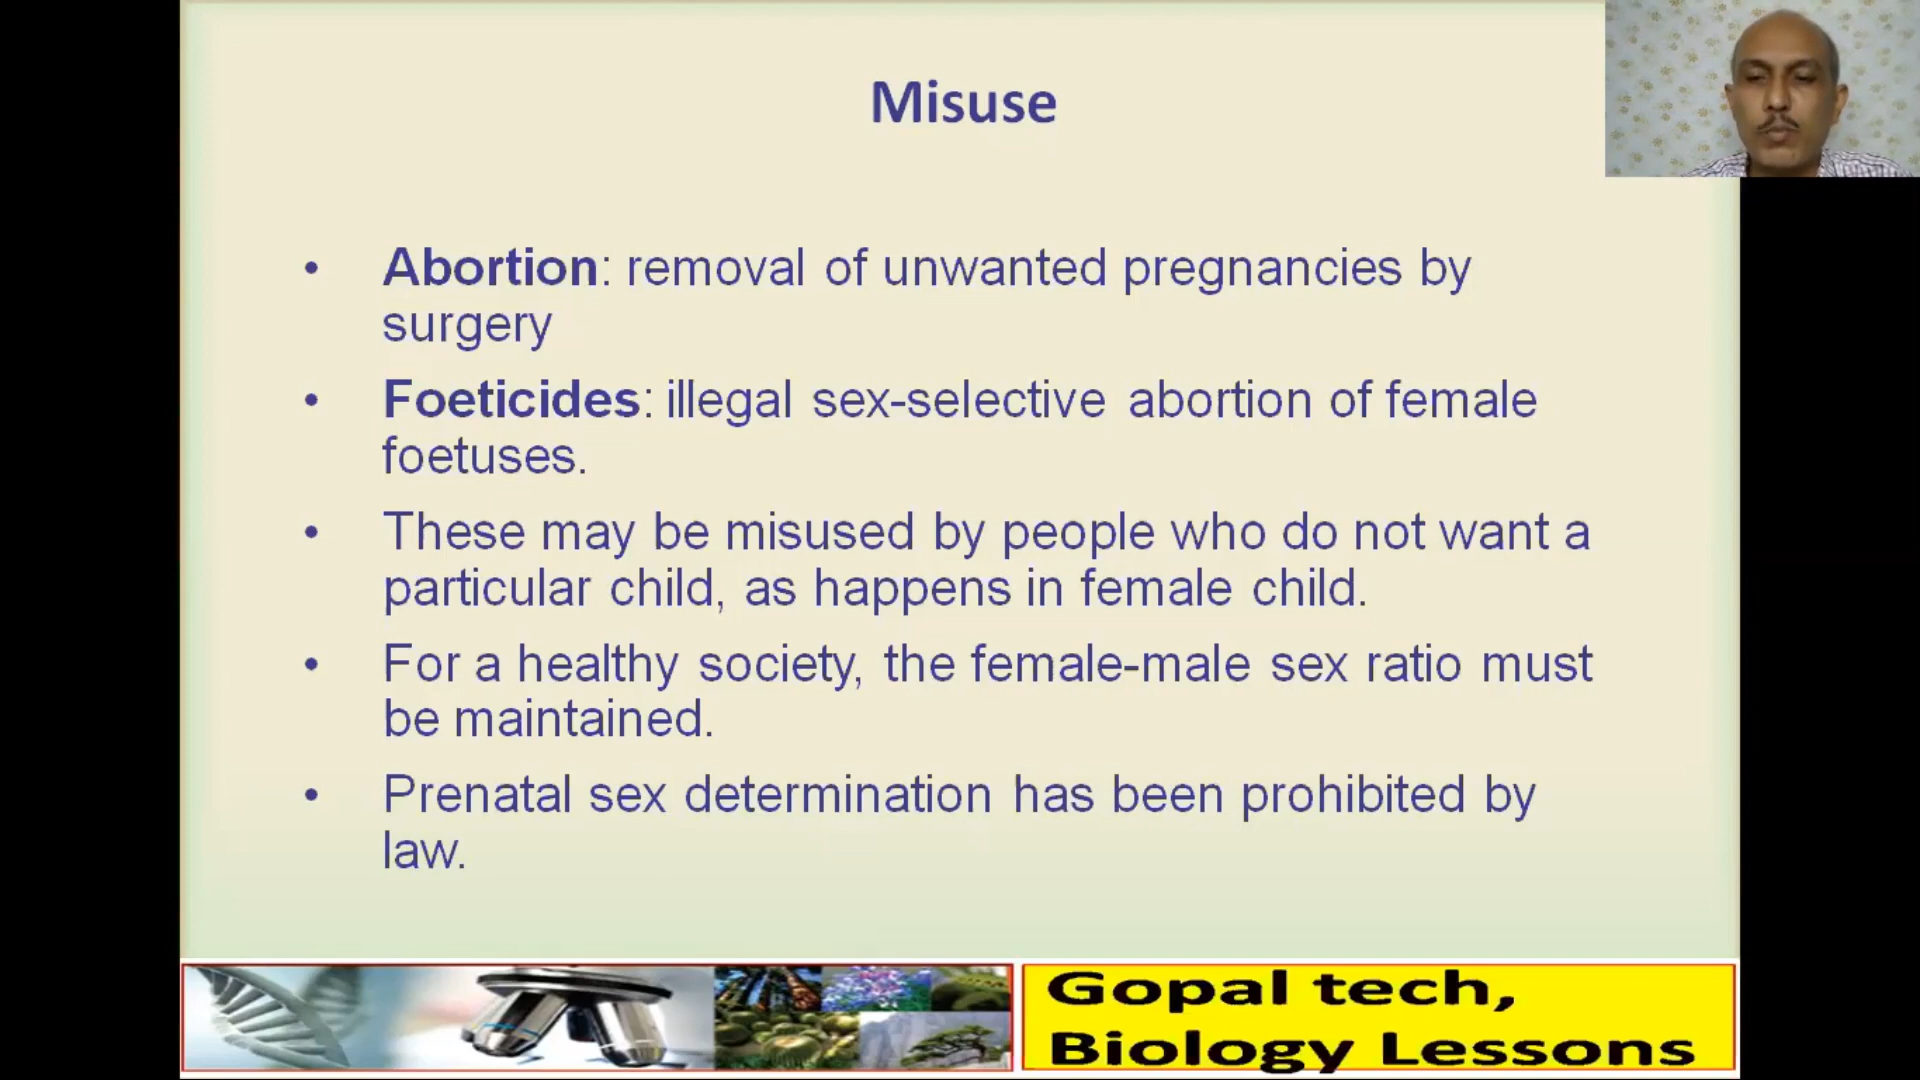 Misuse
• Abortion: removal of unwanted pregnancies by
surgery
• Foeticides: illegal sex-selective abortion of female
foetuses.
• These may be misused by people who do not want a
particular child, as happens in female child.
• For a healthy society, the female-male sex ratio must
be maintained.
• Prenatal sex determination has been prohibited by
law.
Gopal tech,
Biology Lessons